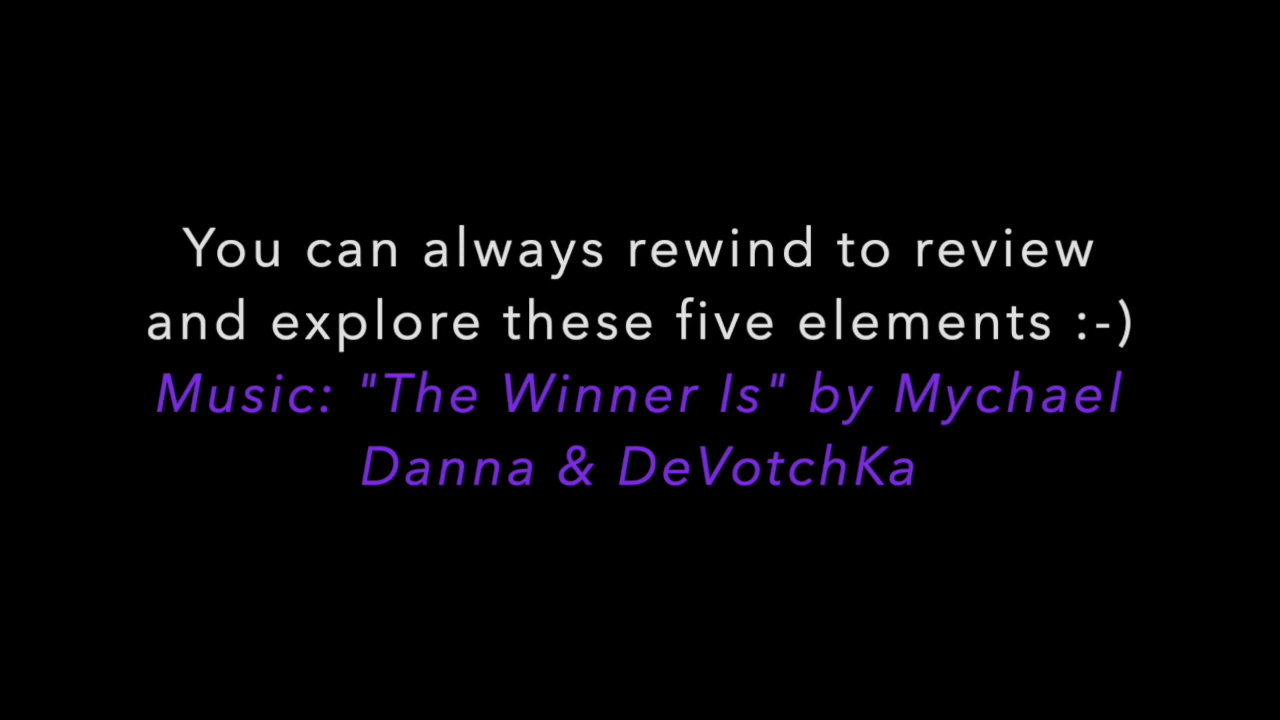 You can always rewind to review
and explore these five elements :-)
Music: "The Winner Is" by Mychael
Danna & DeVotchKa